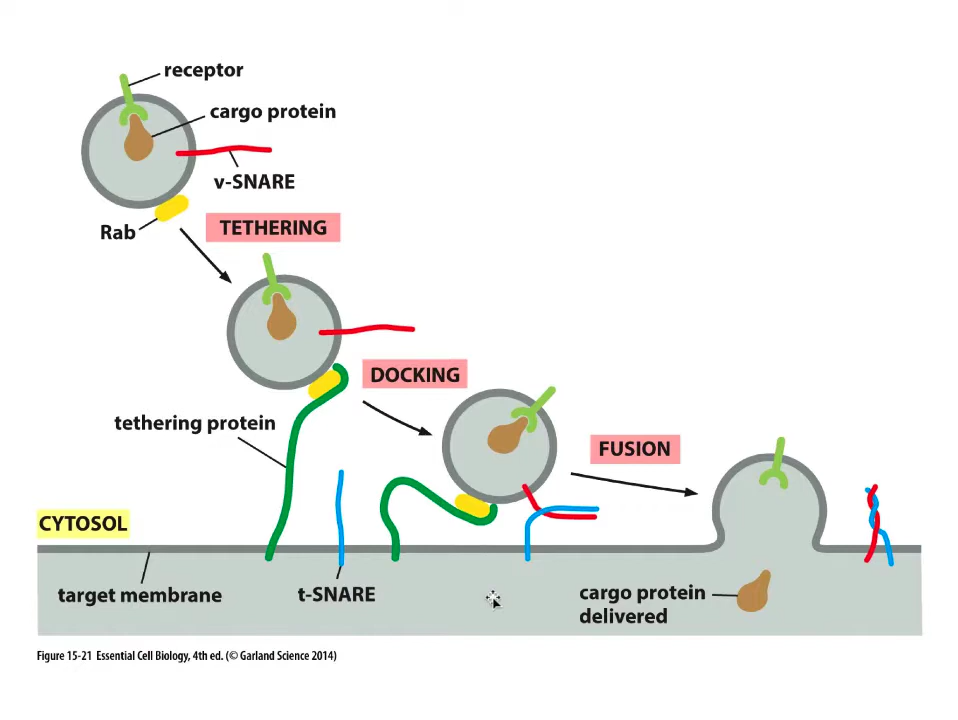 receptor
cargo protein
v-SNARE
Rab
TETHERING
DOCKING
tethering protein
FUSION
CYTOSOL
target membrane
t-SNARE
cargo protein
delivered
Figure 15-21 Essential Cell Biology, 4th ed. (© Garland Science 2014)